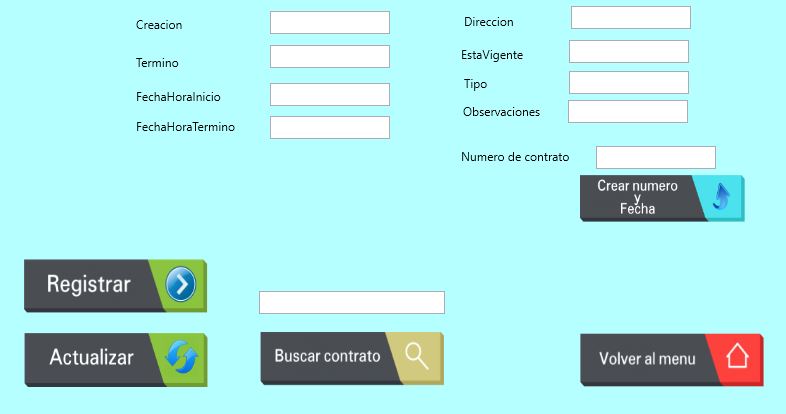 Creacion
Direccion
Termino
EstaVigente
FechaHoraInicio
Tipo
FechaHoraTermino
Observaciones
Numero de contrato
Crear numero
y
Fecha
Registrar
Actualizar
Buscar contrato
Volver al menu